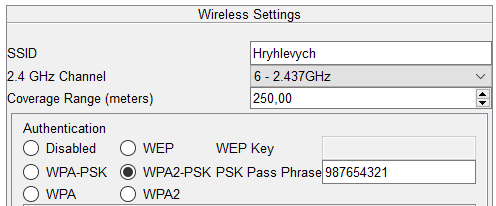 Wireless Settings
SSID Hryhlevych
2.4 GHz Channel 6 - 2.437GHz
Coverage Range (meters) 250,00
Authentication
Disabled WEP WEP Key
WPA-PSK WPA2-PSK PSK Pass Phrase 987654321
WPA WPA2